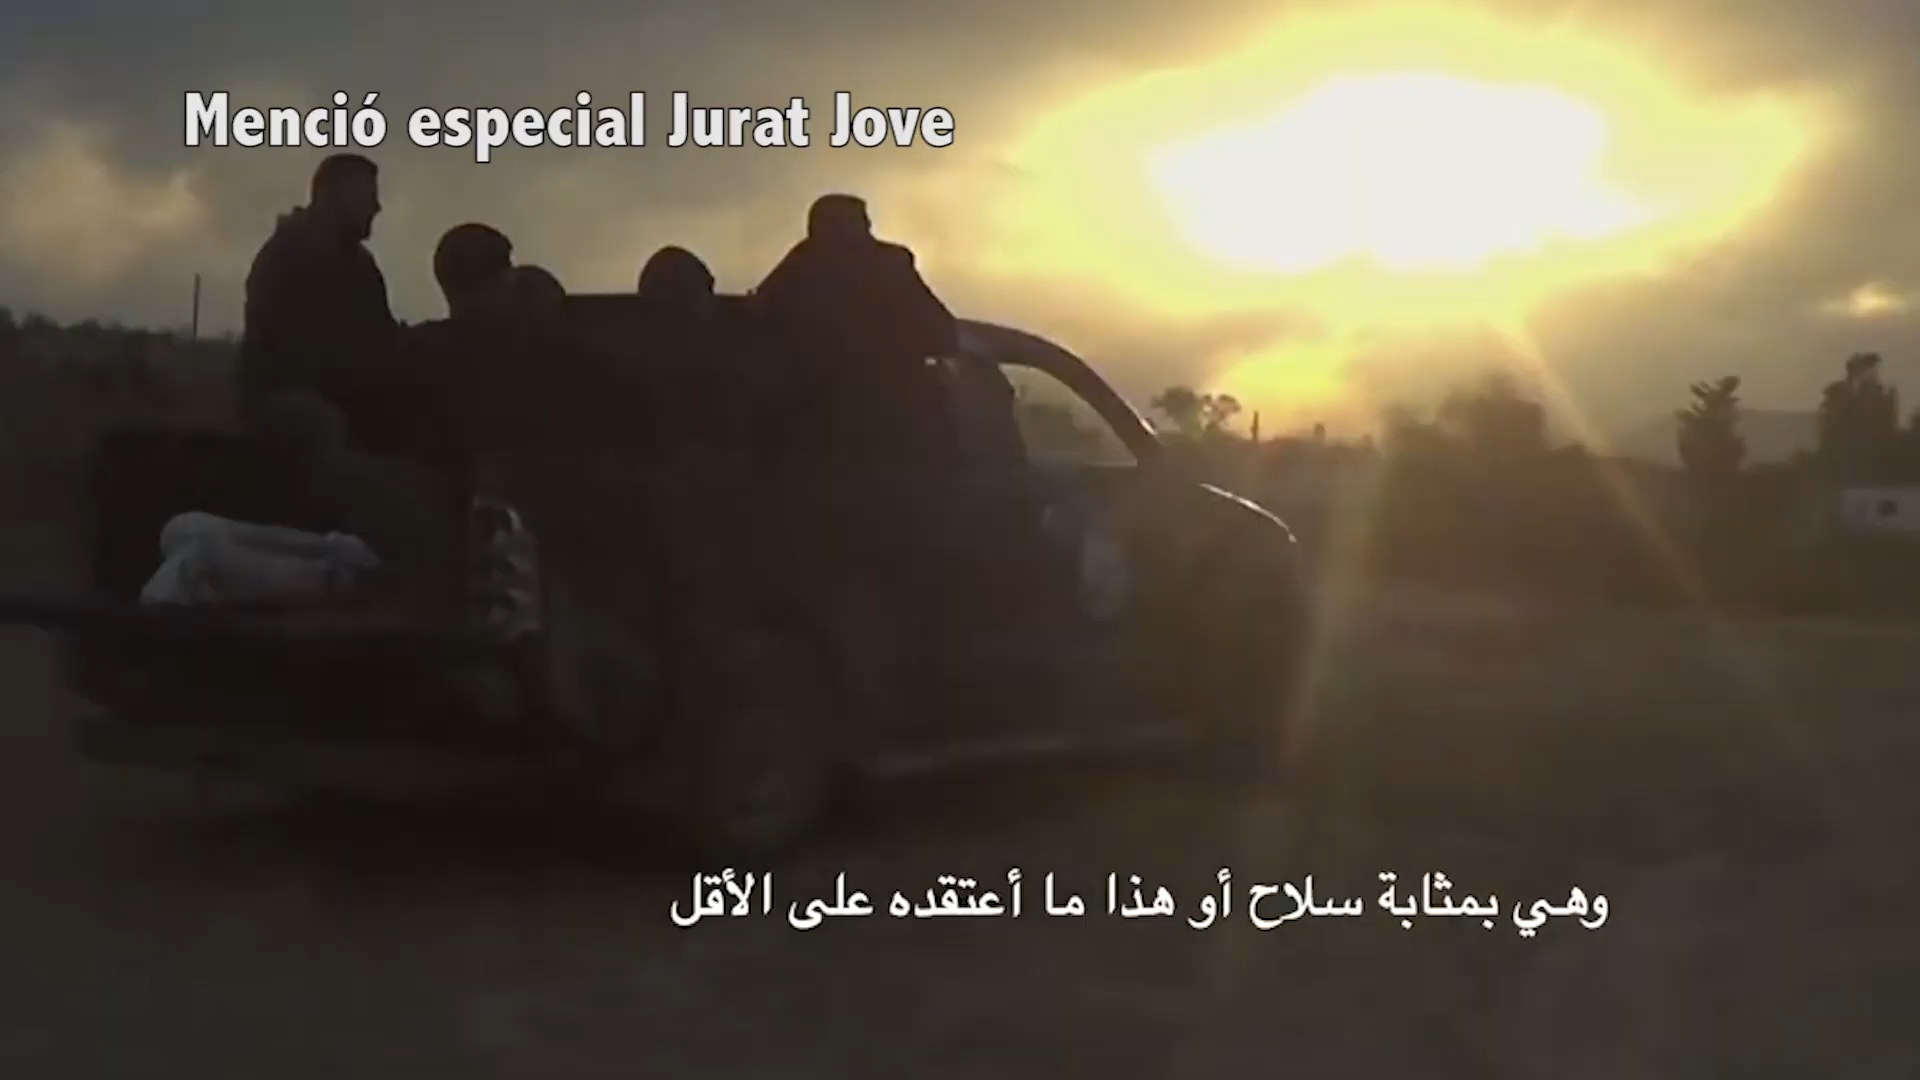 Menció especial Jurat Jove
وهي بمثابة سلاح أو هذا ما أعتقده على الأقل